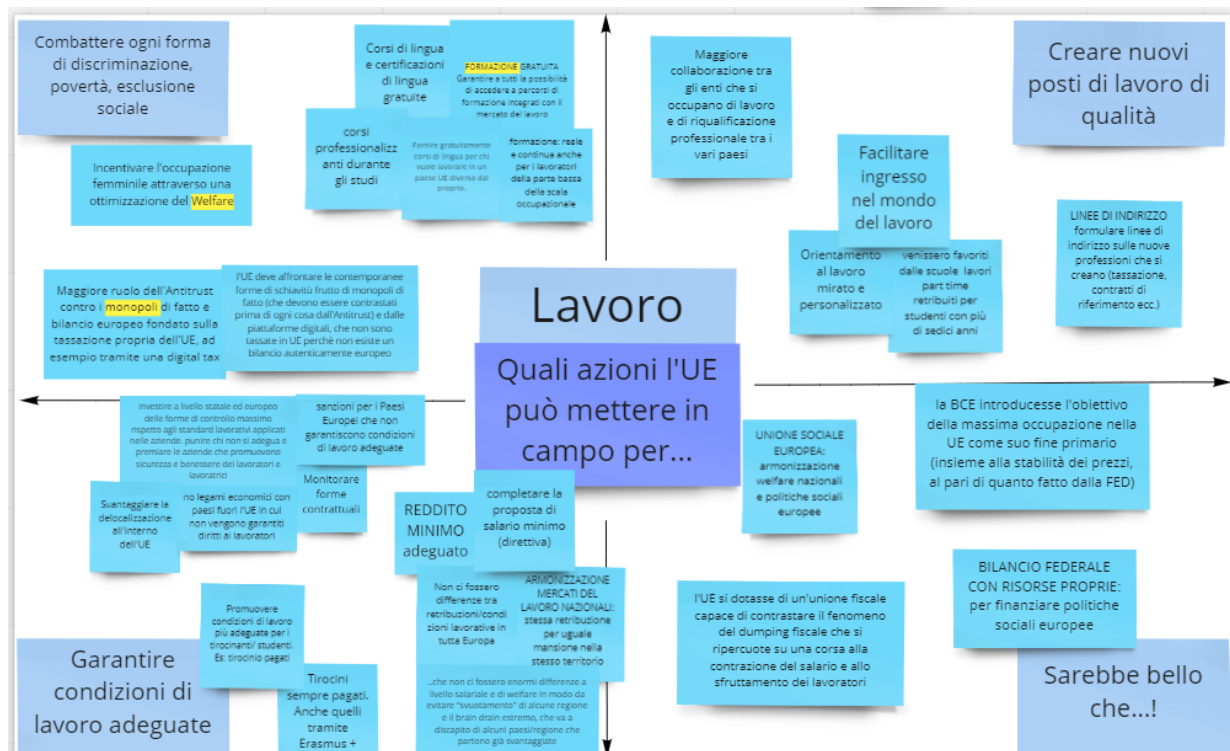 Combattere ogni forma
di discriminazione,
povertà, esclusione
sociale
Incentivare l'occupazione
femminile attraverso una
ottimizzazione del Welfare
Corsi di lingua
e certificazioni
di lingua
gratuite
FORMAZIONE GRATUITA
Garantire a tutti la possibilità
di accedere a percorsi di
formazione integrati con il
mercato del lavoro
corsi
professionalizz
anti durante
gli studi
Fornire gratuitamente
corsi di lingua per chi
vuole lavorare in un
paese UE diverso dal
proprio.
formazione: reale
e continua anche
per i lavoratori
della parte bassa
della scala
occupazionale
Maggiore ruolo dell'Antitrust
contro i monopoli di fatto e
bilancio europeo fondato sulla
tassazione propria dell'UE, ad
esempio tramite una digital tax
l'UE deve affrontare le contemporanee
forme di schiavitù frutto di monopoli di
fatto (che devono essere contrastati
prima di ogni cosa dall'Antitrust) e dalle
piattaforme digitali, che non sono
tassate in UE perchè non esiste un
bilancio autenticamente europeo
Maggiore
collaborazione tra
gli enti che si
occupano di lavoro
e di riqualificazione
professionale tra i
vari paesi
Creare nuovi
posti di lavoro di
qualità
Facilitare
ingresso
nel mondo
del lavoro
Orientamento
al lavoro
mirato e
personalizzato
venissero favoriti
dalle scuole lavori
part time
retribuiti per
studenti con più
di sedici anni
LINEE DI INDIRIZZO
formulare linee di
indirizzo sulle nuove
professioni che si
creano (tassazione,
contratti di
riferimento ecc.)
Lavoro
Quali azioni l'UE
può mettere in
campo per...
Investire a livello statale ed europeo
delle forme di controllo massimo
rispetto agli standard lavorativi applicati
nelle aziende, punire chi non si adegua e
premiare le aziende che promuovono
sicurezza e benessere dei lavoratori e
lavoratrici
sanzioni per i Paesi
Europei che non
garantiscono condizioni
di lavoro adeguate
Svantaggiare la
delocalizzazione
all'interno
dell'UE
no legami economici con
paesi fuori l'UE in cui
non vengono garantiti
diritti ai lavoratori
Monitorare
forme
contrattuali
REDDITO
MINIMO
adeguato
completare la
proposta di
salario minimo
(direttiva)
Non ci fossero
differenze tra
retribuzioni/condi
zioni lavorative in
tutta Europa
ARMONIZZAZIONE
MERCATI DEL
LAVORO NAZIONALI:
stessa retribuzione
per uguale
mansione nella
stesso territorio
Promuovere
condizioni di lavoro
più adeguate per i
tirocinanti/ studenti.
Es: tirocinio pagati
Garantire
condizioni di
lavoro adeguate
Tirocini
sempre pagati.
Anche quelli
tramite
Erasmus +
..che non ci fossero enormi differenze a
livello salariale e di welfare in modo da
evitare "svuotamento" di alcune regione
e il brain drain estremo, che va a
discapito di alcuni paesi/regione che
partono già svantaggiate
UNIONE SOCIALE
EUROPEA:
armonizzazione
welfare nazionali
e politiche sociali
europee
la BCE introducesse l'obiettivo
della massima occupazione nella
UE come suo fine primario
(insieme alla stabilità dei prezzi,
al pari di quanto fatto dalla FED)
l'UE si dotasse di un'unione fiscale
capace di contrastare il fenomeno
del dumping fiscale che si
ripercuote su una corsa alla
contrazione del salario e allo
sfruttamento dei lavoratori
BILANCIO FEDERALE
CON RISORSE PROPRIE:
per finanziare politiche
sociali europee
Sarebbe bello
che...!